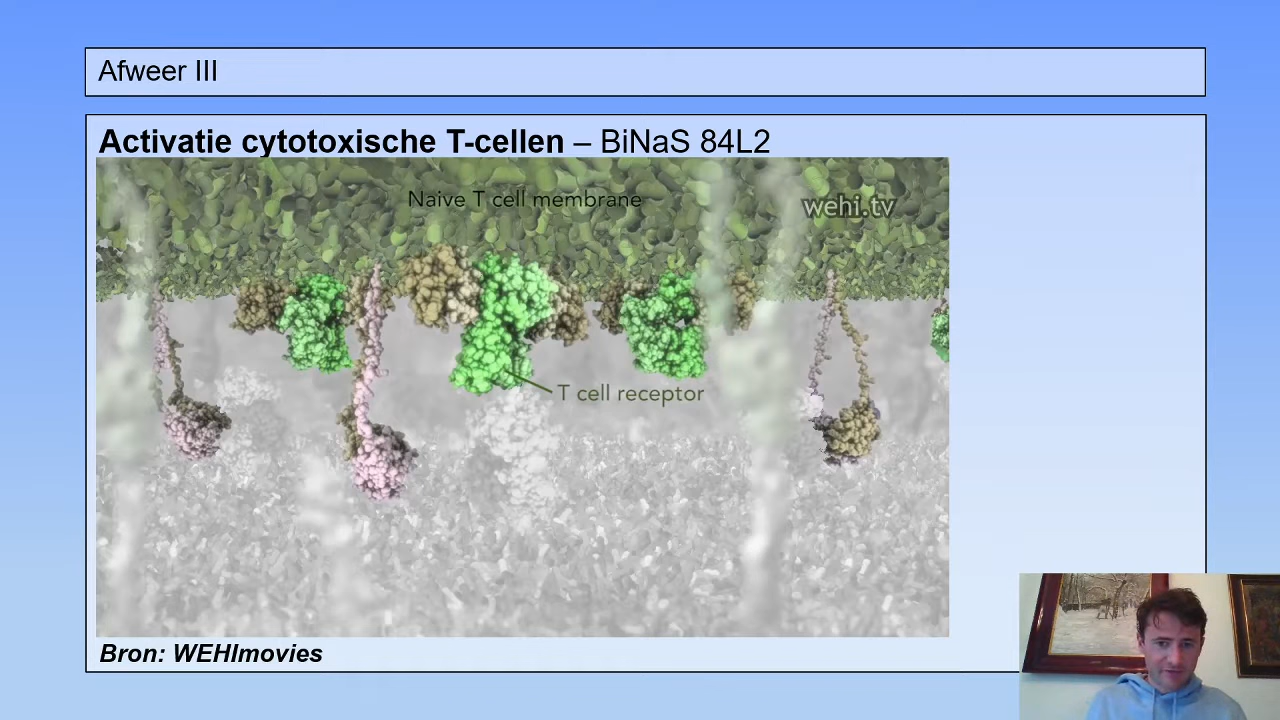 Afweer III
Activatie cytotoxische T-cellen – BiNaS 84L2
Naive T cell membrane
wehi.tv
T cell receptor
Bron: WEHImovies